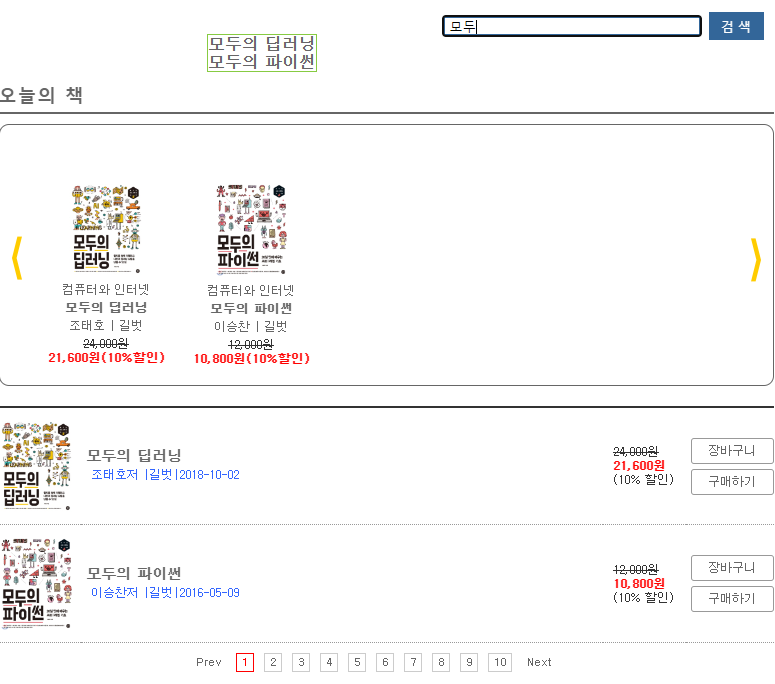 모두
검 색
모두의 딥러닝
모두의 파이썬
오늘의 책
모두의
딥러닝
컴퓨터와 인터넷
모두의 딥러닝
조태호 | 길벗
24,000원
21,600원(10%할인)
모두의
파이썬
컴퓨터와 인터넷
모두의 파이썬
이승찬 | 길벗
12,000원
10,800원(10%할인)
모두의
딥러닝
모두의 딥러닝
조태호저 |길벗|2018-10-02
24,000원
21,600원
(10% 할인)
장바구니
구매하기
모두의
파이썬
모두의 파이썬
이승찬저 |길벗|2016-05-09
12,000원
10,800원
(10% 할인)
장바구니
구매하기
Prev 1 2 3 4 5 6 7 8 9 10 Next